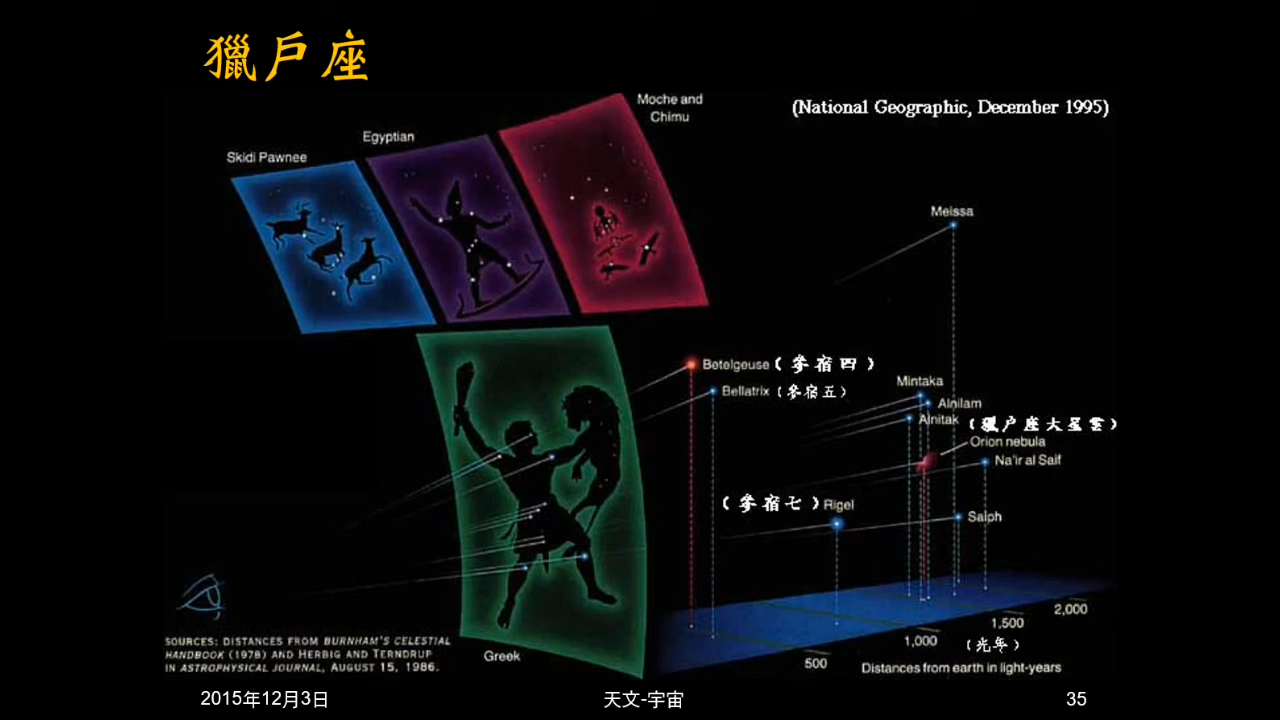 獵戶座
(National Geographic, December 1995)
Moche and
Chimu
Egyptian
Skidi Pawnee
Meissa
Betelgeuse (參宿四)
Bellatrix (參宿五)
Mintaka
Alnilam
Alnitak (獵戶座大星雲)
Orion nebula
Na'ir al Saif
(參宿七) Rigel
Saiph
2,000
1,500
1,000 (光年)
500
Distances from earth in light-years
Greek
SOURCES: DISTANCES FROM BURNHAM'S CELESTIAL
HANDBOOK (1978) AND HERBIG AND TERNDRUP
IN ASTROPHYSICAL JOURNAL, AUGUST 15, 1986.
2015年12月3日
天文-宇宙
35